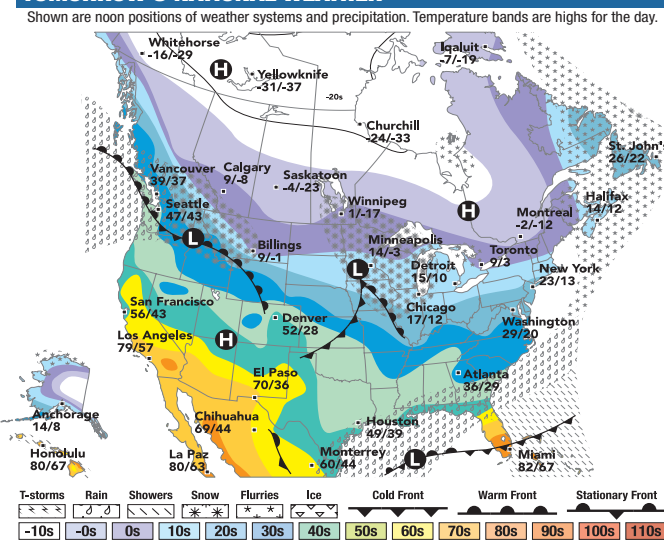 TOMORROW'S NATIONAL WEATHER
Shown are noon positions of weather systems and precipitation. Temperature bands are highs for the day.
Whitehorse
-16/-29
H
Yellowknife
-31/-37
Iqaluit
-7/-19
-20s
Churchill
-24/-33
St. John's
26/22
Vancouver
39/37
Calgary
9/-8
Saskatoon
-4/-23
Winnipeg
1/-17
H
Halifax
14/12
Montreal
-2/-12
Seattle
47/43
L
Billings
9/-1
Minneapolis
14/-3
L
Detroit
15/10
Toronto
9/3
New York
23/13
San Francisco
56/43
Denver
52/28
Chicago
17/12
Washington
29/20
Los Angeles
79/57
H
El Paso
70/36
Atlanta
36/29
Anchorage
14/8
Chihuahua
69/44
Houston
49/39
Honolulu
80/67
La Paz
80/63
Monterrey
60/44
L
Miami
82/67
T-storms Rain Showers Snow Flurries Ice Cold Front Warm Front Stationary Front
-10s -0s 0s 10s 20s 30s 40s 50s 60s 70s 80s 90s 100s 110s